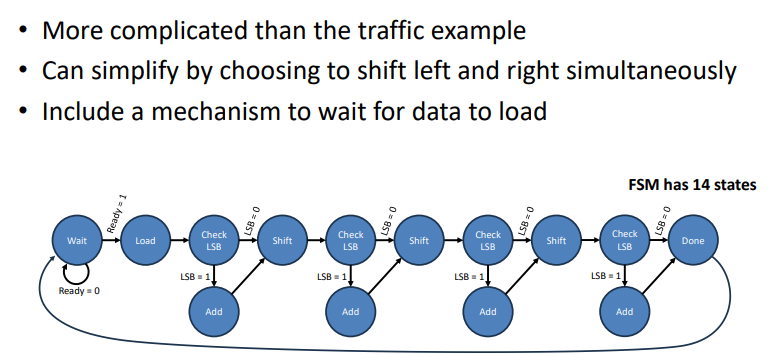 • More complicated than the traffic example
• Can simplify by choosing to shift left and right simultaneously
• Include a mechanism to wait for data to load
FSM has 14 states
Wait
Ready = 1
Load
Check
LSB
LSB = 0
Shift
Check
LSB
LSB = 0
Shift
Check
LSB
LSB = 0
Shift
Check
LSB
LSB = 0
Done
Ready = 0
LSB = 1
Add
LSB = 1
Add
LSB = 1
Add
LSB = 1
Add